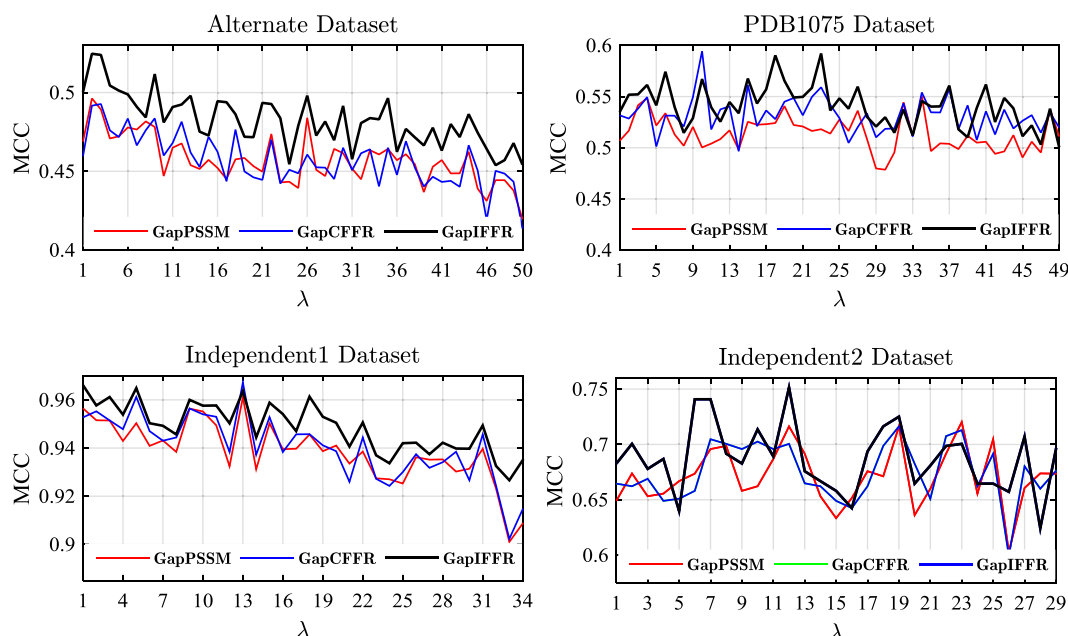 Alternate Dataset
MCC
0.5
0.45
0.4
GapPSSM GapCFFR GapIFFR
1 6 11 16 21 26 31 36 41 46 50
λ
PDB1075 Dataset
MCC
0.6
0.55
0.5
0.45
0.4
GapPSSM GapCFFR GapIFFR
1 5 9 13 17 21 25 29 33 37 41 45 49
λ
Independent1 Dataset
MCC
0.96
0.94
0.92
0.9
GapPSSM GapCFFR GapIFFR
1 4 7 10 13 16 19 22 25 28 31 34
λ
Independent2 Dataset
MCC
0.75
0.7
0.65
0.6
GapPSSM GapCFFR GapIFFR
1 3 5 7 9 11 13 15 17 19 21 23 25 27 29
λ